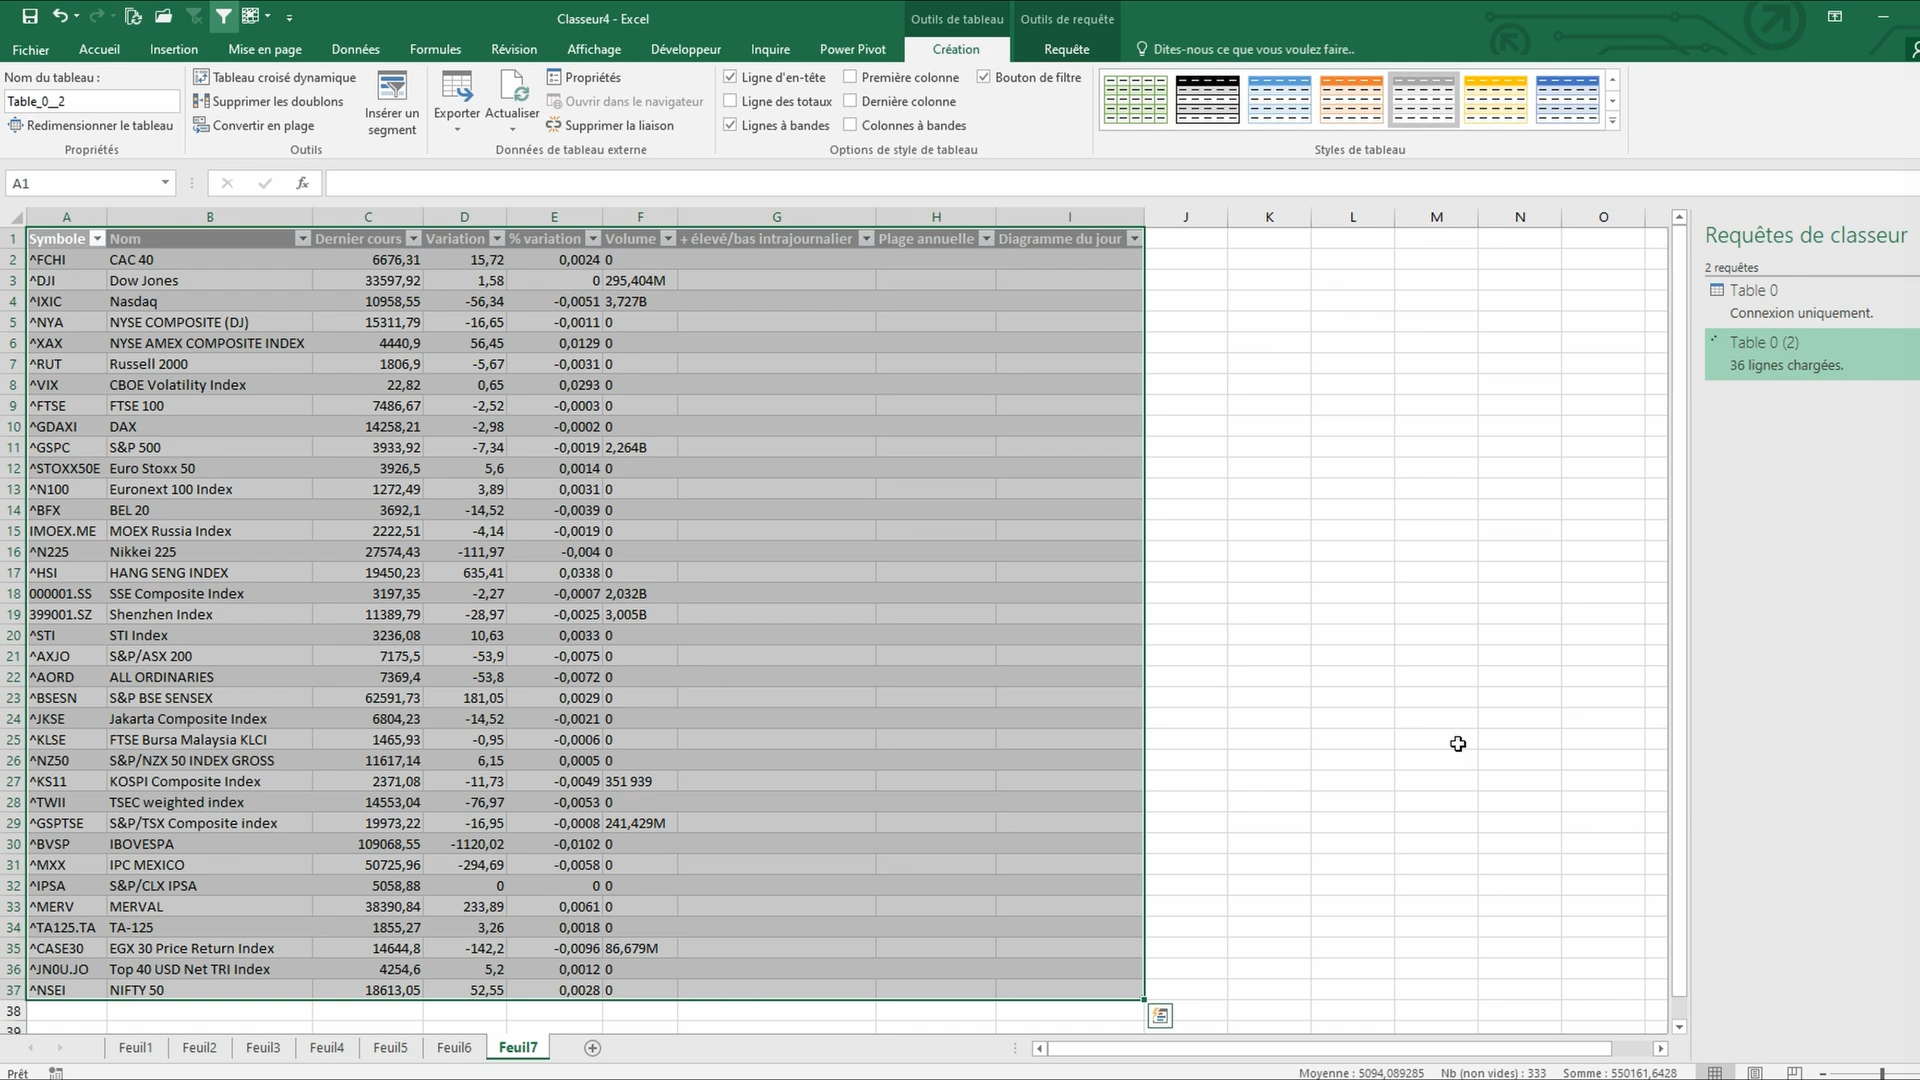 Classeur4 - Excel
Outils de tableau
Outils de requête
Fichier Accueil Insertion Mise en page Données Formules Révision Affichage Développeur Inquire Power Pivot Création Requête Dites-nous ce que vous voulez faire..
Nom du tableau :
Table_0__2
Redimensionner le tableau
Propriétés
Tableau croisé dynamique
Supprimer les doublons
Convertir en plage
Insérer un
segment
Outils
Exporter
Actualiser
Propriétés
Ouvrir dans le navigateur
Supprimer la liaison
Données de tableau externe
Ligne d'en-tête
Ligne des totaux
Lignes à bandes
Première colonne
Dernière colonne
Colonnes à bandes
Bouton de filtre
Options de style de tableau
Styles de tableau
A1
fx
A B C D E F G H I J K L M N O
1 Symbole Nom Dernier cours Variation % variation Volume + élevé/bas intrajournalier Plage annuelle Diagramme du jour
2 ^FCHI CAC 40 6676,31 15,72 0,0024 0
3 ^DJI Dow Jones 33597,92 1,58 0 295,404M
4 ^IXIC Nasdaq 10958,55 -56,34 -0,0051 3,727B
5 ^NYA NYSE COMPOSITE (DJ) 15311,79 -16,65 -0,0011 0
6 ^XAX NYSE AMEX COMPOSITE INDEX 4440,9 56,45 0,0129 0
7 ^RUT Russell 2000 1806,9 -5,67 -0,0031 0
8 ^VIX CBOE Volatility Index 22,82 0,65 0,0293 0
9 ^FTSE FTSE 100 7486,67 -2,52 -0,0003 0
10 ^GDAXI DAX 14258,21 -2,98 -0,0002 0
11 ^GSPC S&P 500 3933,92 -7,34 -0,0019 2,264B
12 ^STOXX50E Euro Stoxx 50 3926,5 5,6 0,0014 0
13 ^N100 Euronext 100 Index 1272,49 3,89 0,0031 0
14 ^BFX BEL 20 3692,1 -14,52 -0,0039 0
15 IMOEX.ME MOEX Russia Index 2222,51 -4,14 -0,0019 0
16 ^N225 Nikkei 225 27574,43 -111,97 -0,004 0
17 ^HSI HANG SENG INDEX 19450,23 635,41 0,0338 0
18 000001.SS SSE Composite Index 3197,35 -2,27 -0,0007 2,032B
19 399001.SZ Shenzhen Index 11389,79 -28,97 -0,0025 3,005B
20 ^STI STI Index 3236,08 10,63 0,0033 0
21 ^AXJO S&P/ASX 200 7175,5 -53,9 -0,0075 0
22 ^AORD ALL ORDINARIES 7369,4 -53,8 -0,0072 0
23 ^BSESN S&P BSE SENSEX 62591,73 181,05 0,0029 0
24 ^JKSE Jakarta Composite Index 6804,23 -14,52 -0,0021 0
25 ^KLSE FTSE Bursa Malaysia KLCI 1465,93 -0,95 -0,0006 0
26 ^NZ50 S&P/NZX 50 INDEX GROSS 11617,14 6,15 0,0005 0
27 ^KS11 KOSPI Composite Index 2371,08 -11,73 -0,0049 351 939
28 ^TWII TSEC weighted index 14553,04 -76,97 -0,0053 0
29 ^GSPTSE S&P/TSX Composite index 19973,22 -16,95 -0,0008 241,429M
30 ^BVSP IBOVESPA 109068,55 -1120,02 -0,0102 0
31 ^MXX IPC MEXICO 50725,96 -294,69 -0,0058 0
32 ^IPSA S&P/CLX IPSA 5058,88 0 0 0
33 ^MERV MERVAL 38390,84 233,89 0,0061 0
34 ^TA125.TA TA-125 1855,27 3,26 0,0018 0
35 ^CASE30 EGX 30 Price Return Index 14644,8 -142,2 -0,0096 86,679M
36 ^JN0U.JO Top 40 USD Net TRI Index 4254,6 5,2 0,0012 0
37 ^NSEI NIFTY 50 18613,05 52,55 0,0028 0
38
39
Requêtes de classeur
2 requêtes
Table 0
Connexion uniquement.
Table 0 (2)
36 lignes chargées.
Feuil1 Feuil2 Feuil3 Feuil4 Feuil5 Feuil6 Feuil7
Prêt
Moyenne : 5094,089285 Nb (non vides) : 333 Somme : 550161,6428